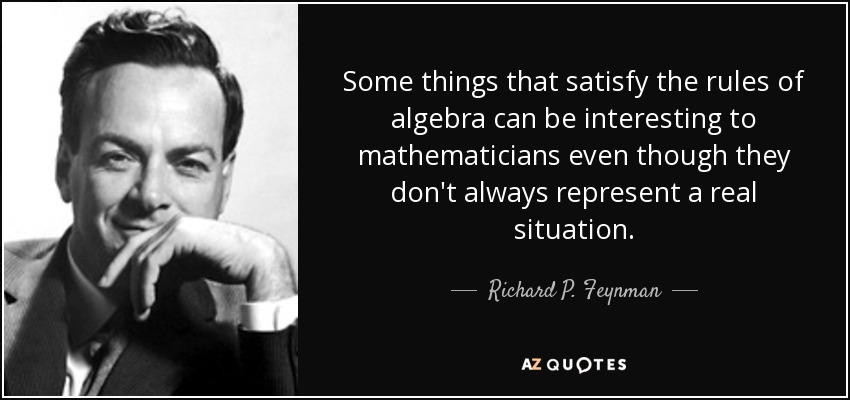 Some things that satisfy the rules of
algebra can be interesting to
mathematicians even though they
don't always represent a real
situation.
Richard P. Feynman
AZ QUOTES